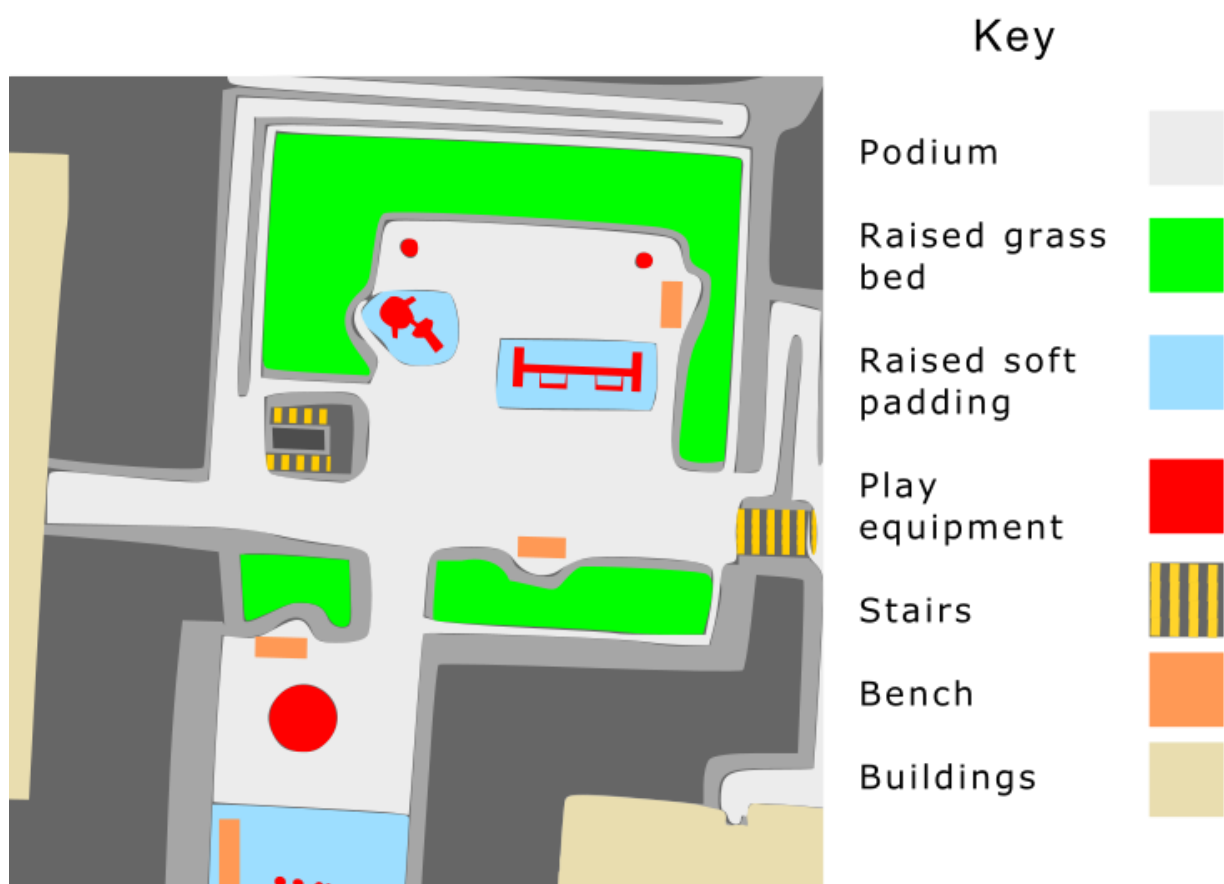 Key
Podium
Raised grass
bed
Raised soft
padding
Play
equipment
Stairs
Bench
Buildings